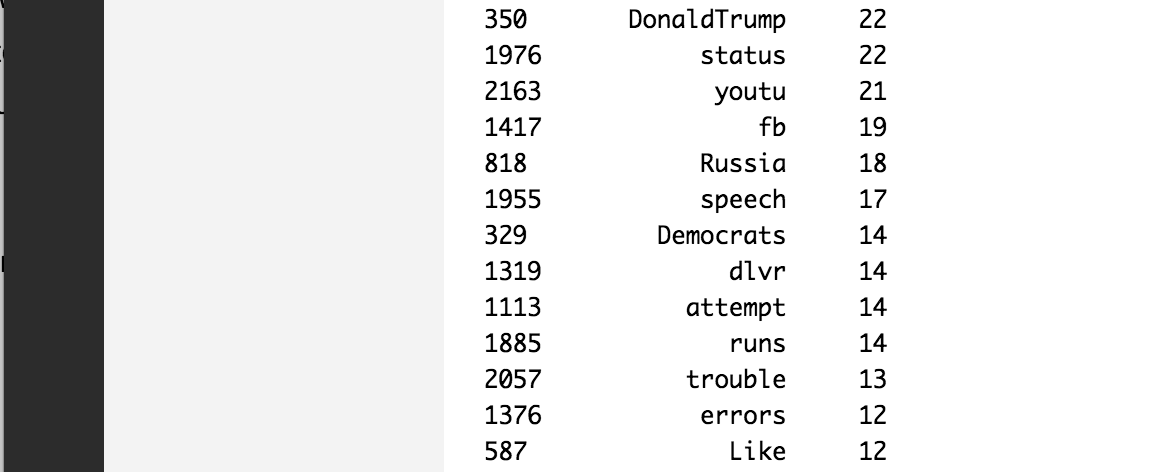 350 DonaldTrump 22
1976 status 22
2163 youtu 21
1417 fb 19
818 Russia 18
1955 speech 17
329 Democrats 14
1319 dlvr 14
1113 attempt 14
1885 runs 14
2057 trouble 13
1376 errors 12
587 Like 12